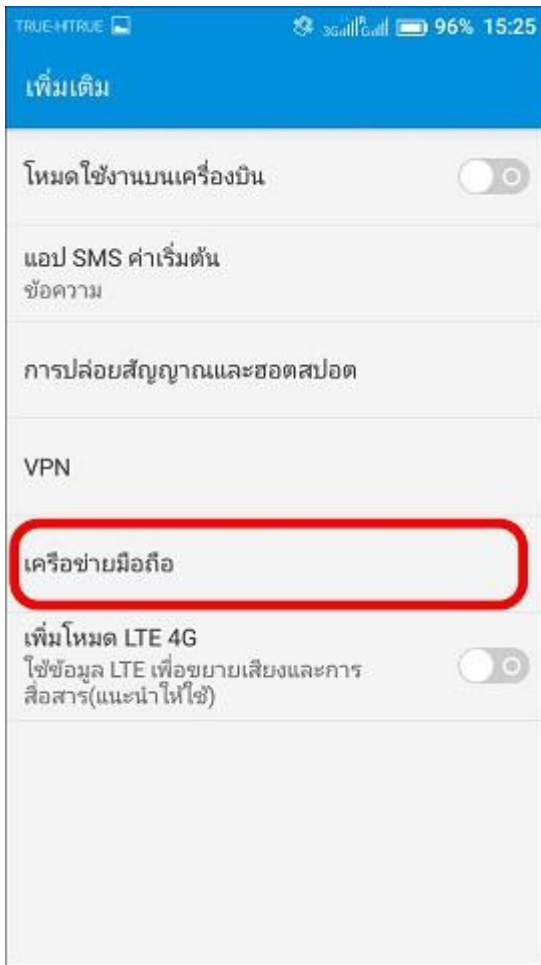 TRUE-HTRUE 3G R G 96% 15:25
เพิ่มเติม
โหมดใช้งานบนเครื่องบิน
แอป SMS ค่าเริ่มต้น
ข้อความ
การปล่อยสัญญาณและฮอตสปอต
VPN
เครือข่ายมือถือ
เพิ่มโหมด LTE 4G
ใช้ข้อมูล LTE เพื่อขยายเสียงและการ
สื่อสาร(แนะนำให้ใช้)